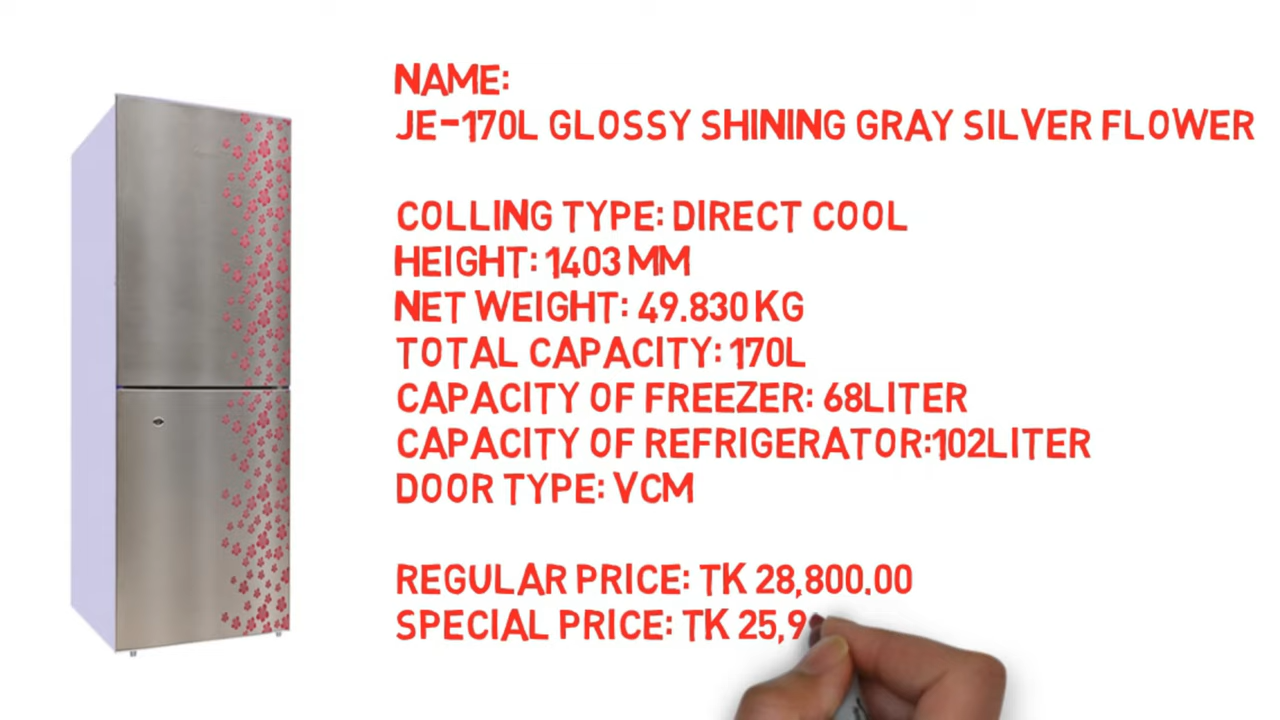 NAME:
JE-170L GLOSSY SHINING GRAY SILVER FLOWER
COLLING TYPE: DIRECT COOL
HEIGHT: 1403 MM
NET WEIGHT: 49.830 KG
TOTAL CAPACITY: 170L
CAPACITY OF FREEZER: 68LITER
CAPACITY OF REFRIGERATOR:102LITER
DOOR TYPE: VCM
REGULAR PRICE: TK 28,800.00
SPECIAL PRICE: TK 25,9